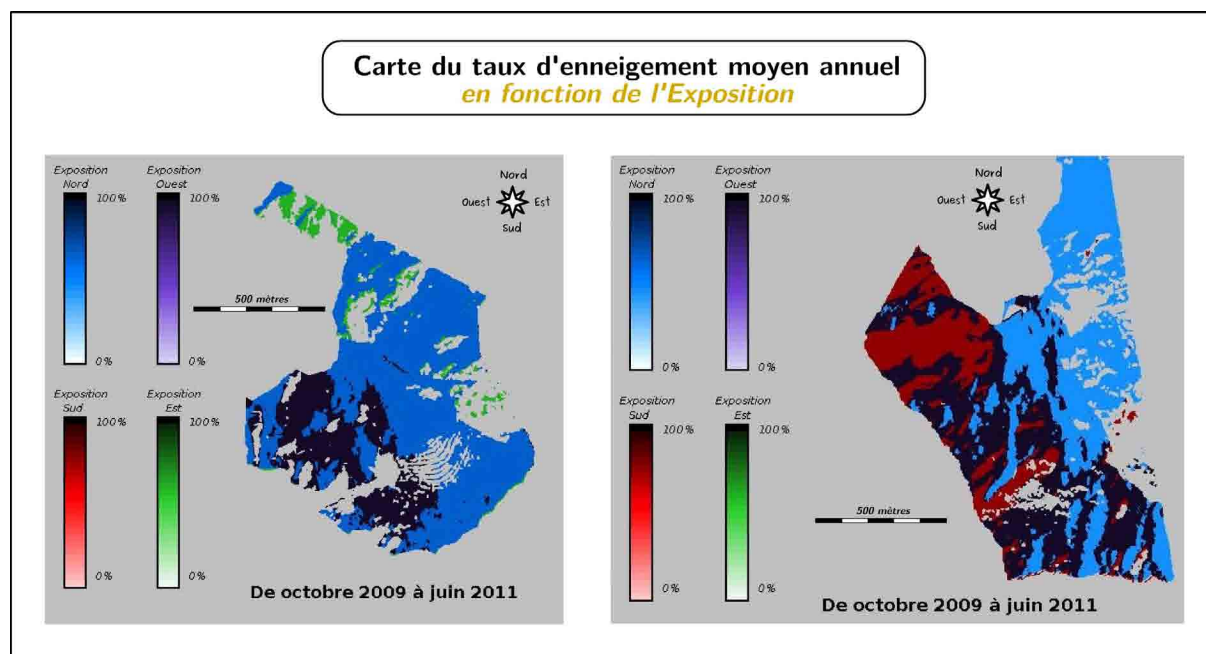 Carte du taux d'enneigement moyen annuel
en fonction de l'Exposition
Exposition
Nord
100 %
0 %
Exposition
Ouest
100 %
0 %
Nord
Ouest
Est
Sud
500 mètres
Exposition
Sud
100 %
0 %
Exposition
Est
100 %
0 %
De octobre 2009 à juin 2011
Exposition
Nord
100 %
0 %
Exposition
Ouest
100 %
0 %
Nord
Ouest
Est
Sud
Exposition
Sud
100 %
0 %
Exposition
Est
100 %
0 %
500 mètres
De octobre 2009 à juin 2011